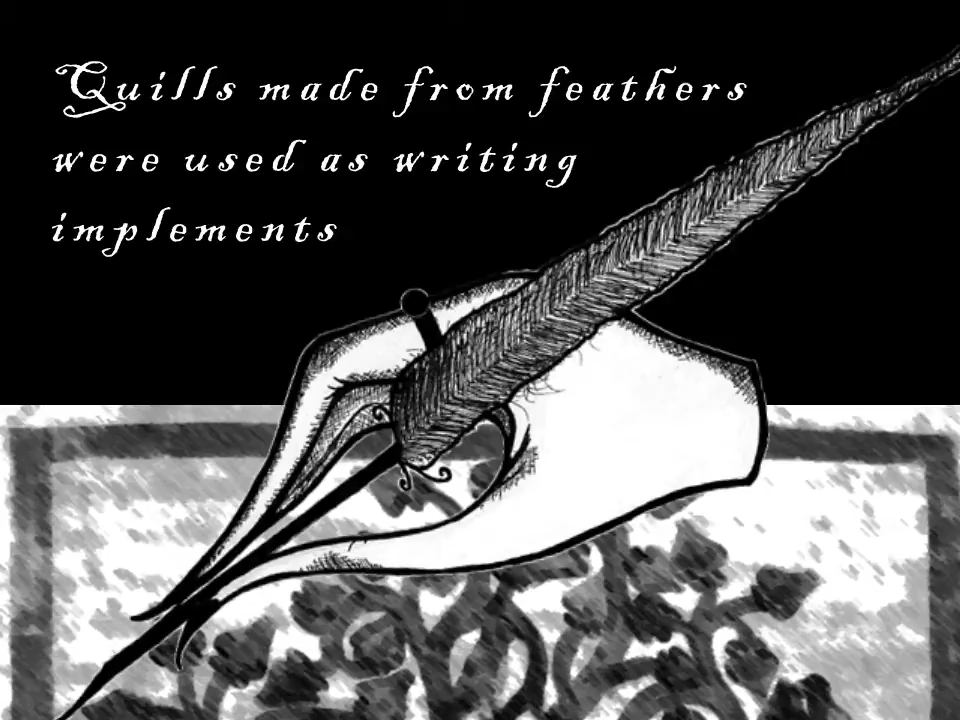 Quills made from feathers
were used as writing
implements